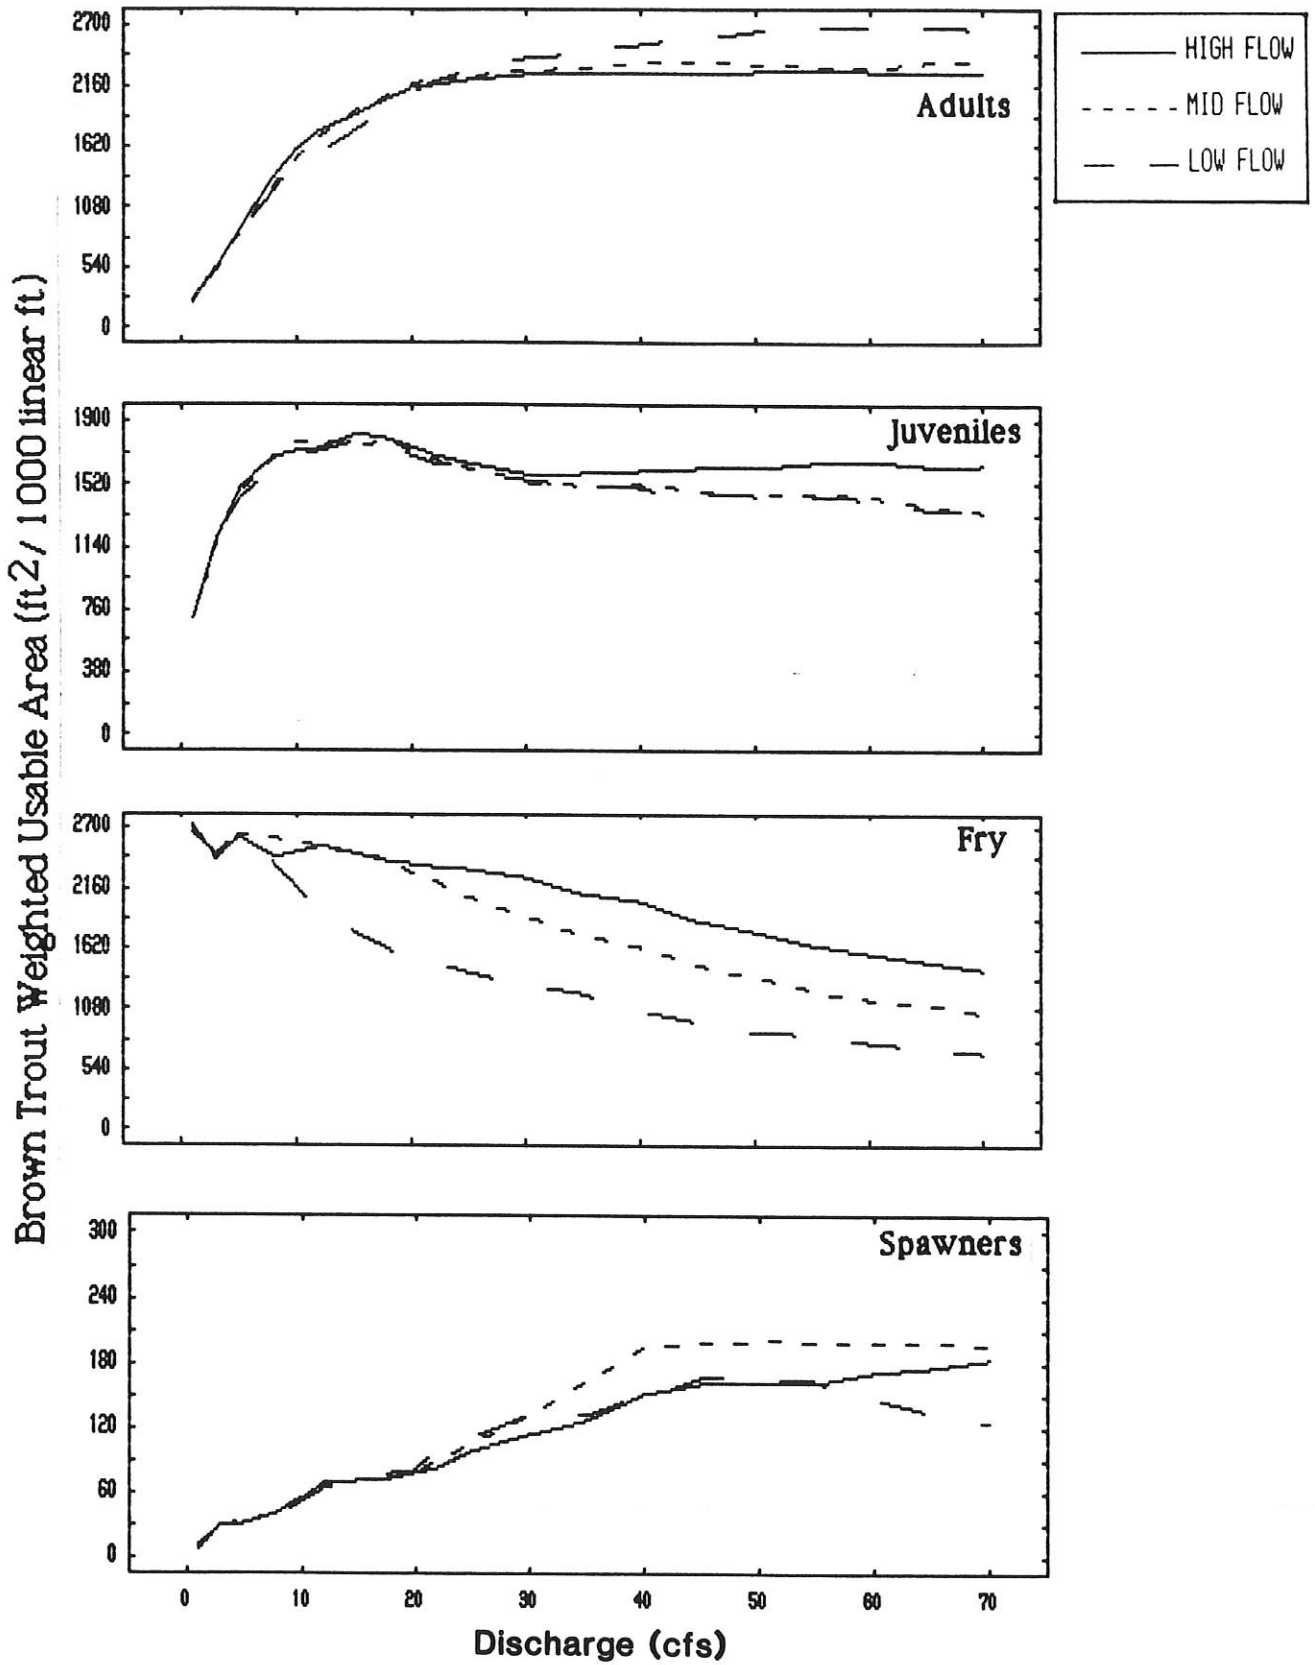 Brown Trout Weighted Usable Area (ft2 / 1000 linear ft)
2700
2160
1620
1080
540
0
Adults
HIGH FLOW
MID FLOW
LOW FLOW
1900
1520
1140
760
380
0
Juveniles
2700
2160
1620
1080
540
0
Fry
300
240
180
120
60
0
Spawners
0 10 20 30 40 50 60 70
Discharge (cfs)